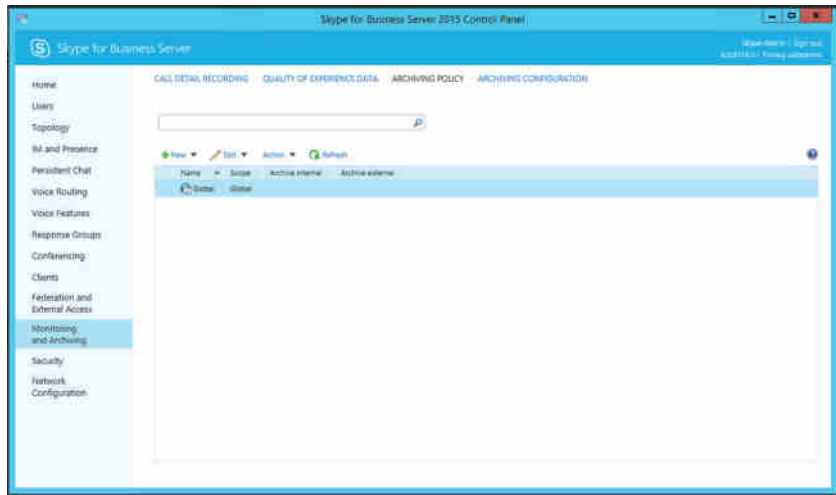 Skype for Business Server 2015 Control Panel
Skype for Business Server
Sign out
Home
Users
Topology
IM and Presence
Persistent Chat
Voice Routing
Voice Features
Response Groups
Conferencing
Clients
Federation and
External Access
Monitoring
and Archiving
Security
Network
Configuration
CALL DETAIL RECORDING QUALITY OF EXPERIENCE DATA ARCHIVING POLICY ARCHIVING CONFIGURATION
New Edit Action Refresh
Name Scope Archive internal Archive external
Global Global